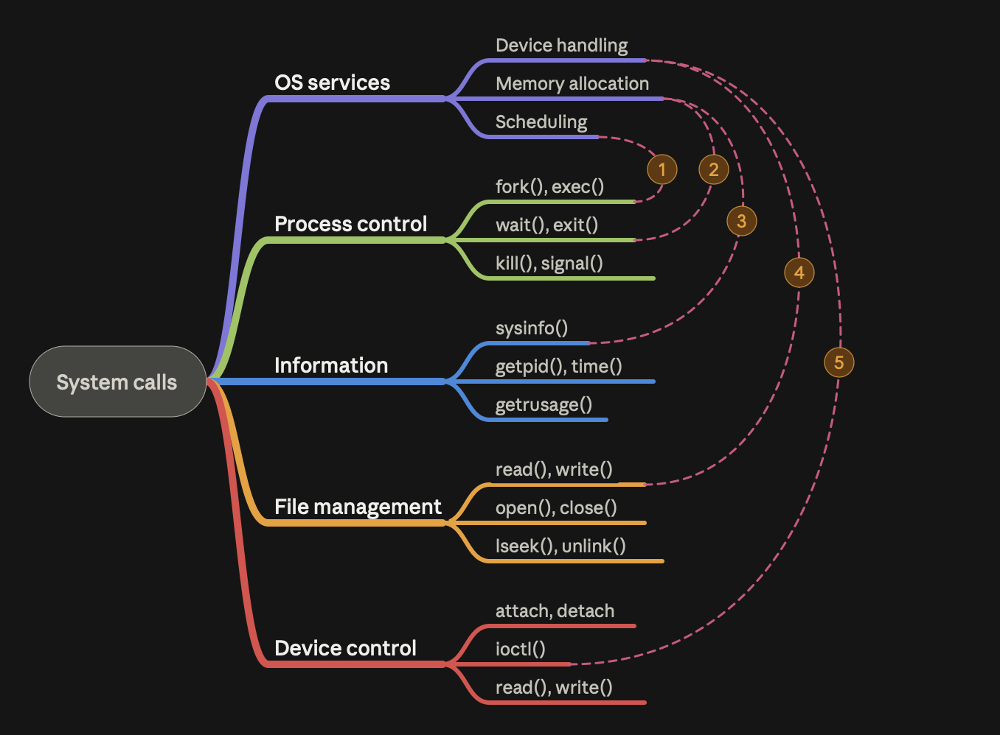 Device handling
OS services
Memory allocation
Scheduling
1
2
fork(), exec()
Process control
wait(), exit()
3
kill(), signal()
4
sysinfo()
Information
getpid(), time()
5
System calls
getrusage()
read(), write()
File management
open(), close()
lseek(), unlink()
attach, detach
Device control
ioctl()
read(), write()